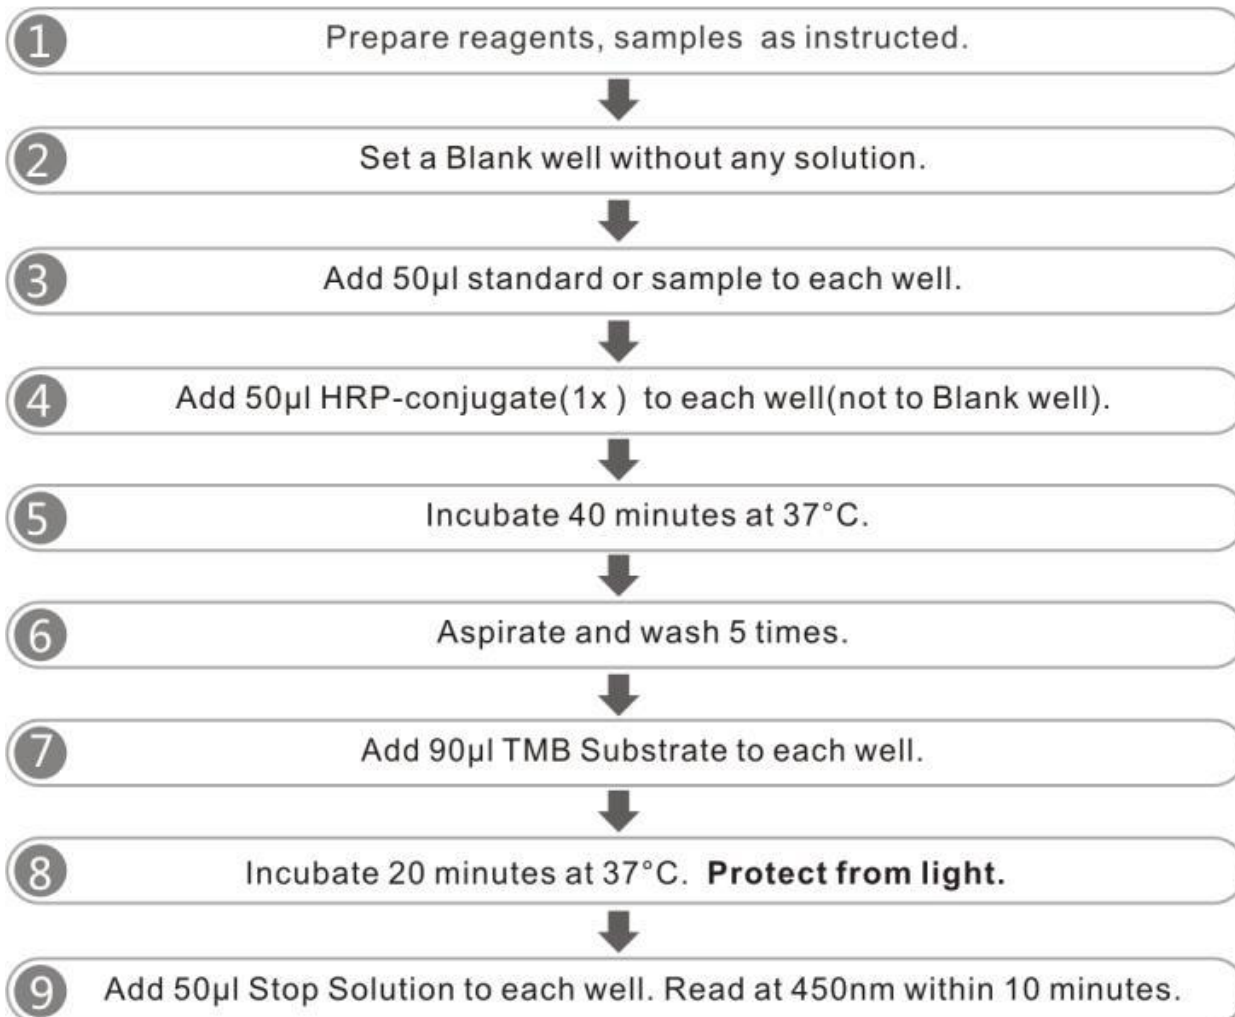 1 Prepare reagents, samples as instructed.
2 Set a Blank well without any solution.
3 Add 50µl standard or sample to each well.
4 Add 50µl HRP-conjugate(1x ) to each well(not to Blank well).
5 Incubate 40 minutes at 37°C.
6 Aspirate and wash 5 times.
7 Add 90µl TMB Substrate to each well.
8 Incubate 20 minutes at 37°C. Protect from light.
9 Add 50µl Stop Solution to each well. Read at 450nm within 10 minutes.